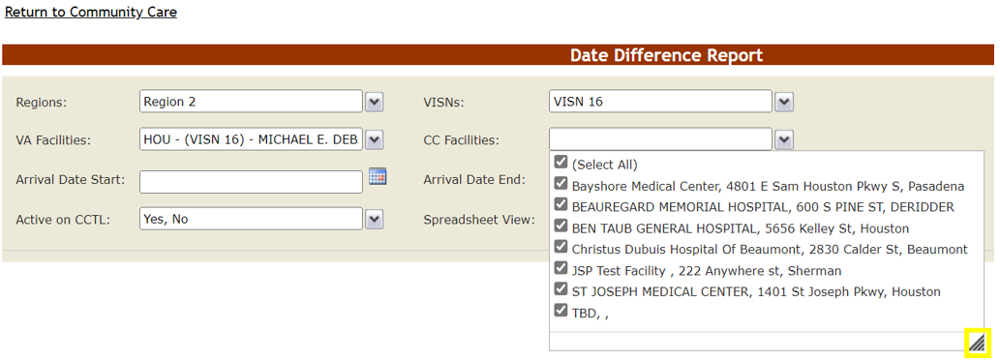 Return to Community Care
Date Difference Report
Regions: Region 2 VISNs: VISN 16
VA Facilities: HOU - (VISN 16) - MICHAEL E. DEB CC Facilities:
(Select All)
Arrival Date Start: Arrival Date End:
Bayshore Medical Center, 4801 E Sam Houston Pkwy S, Pasadena
BEAUREGARD MEMORIAL HOSPITAL, 600 S PINE ST, DERIDDER
Active on CCTL: Yes, No Spreadsheet View:
BEN TAUB GENERAL HOSPITAL, 5656 Kelley St, Houston
Christus Dubuis Hospital Of Beaumont, 2830 Calder St, Beaumont
JSP Test Facility , 222 Anywhere st, Sherman
ST JOSEPH MEDICAL CENTER, 1401 St Joseph Pkwy, Houston
TBD, ,